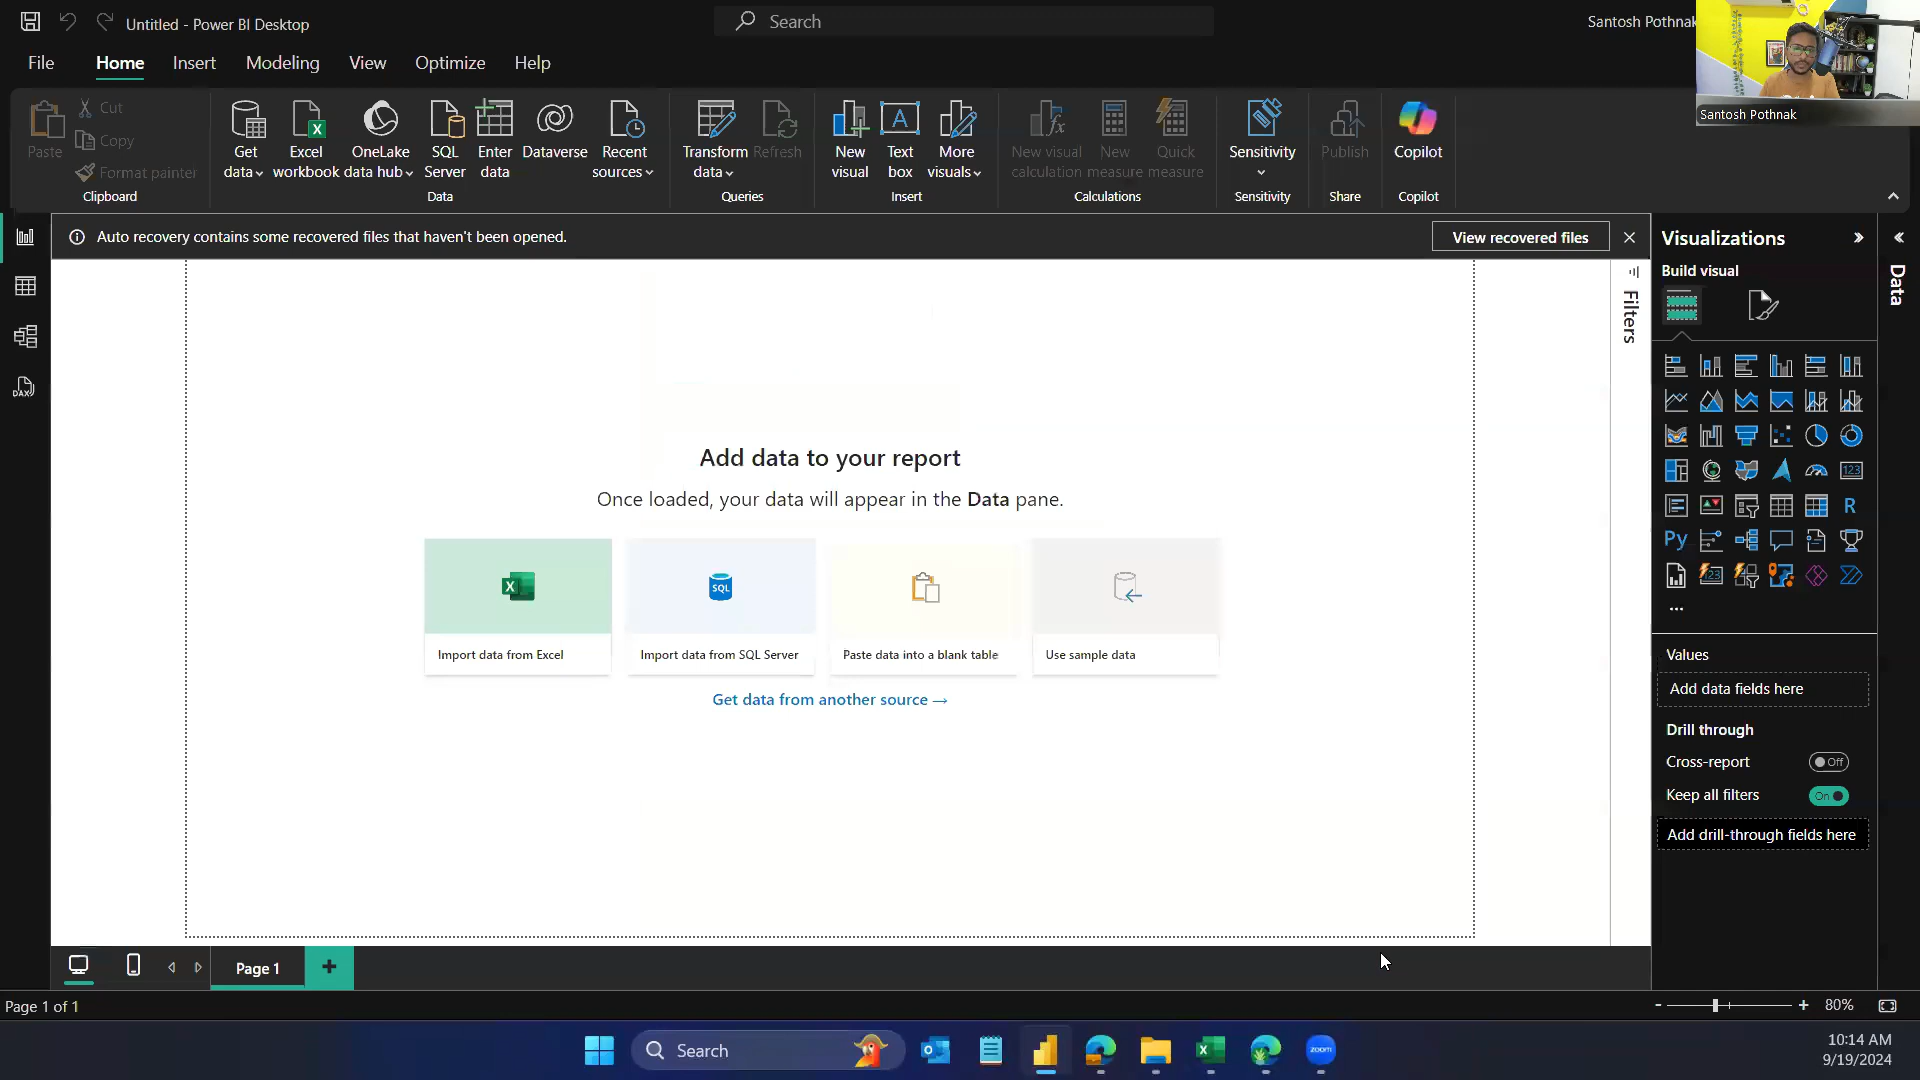 Untitled - Power BI Desktop
Search
Santosh Pothnak
File
Home
Insert
Modeling
View
Optimize
Help
Santosh Pothnak
Paste
Cut
Copy
Format painter
Clipboard
Get data
Excel workbook
OneLake data hub
SQL Server
Enter data
Dataverse
Recent sources
Data
Transform data
Refresh
Queries
New visual
Text box
More visuals
Insert
New visual calculation
New measure
Quick measure
Calculations
Sensitivity
Sensitivity
Publish
Share
Copilot
Copilot
Auto recovery contains some recovered files that haven't been opened.
View recovered files
DAX
Add data to your report
Once loaded, your data will appear in the Data pane.
SQL
Import data from Excel
Import data from SQL Server
Paste data into a blank table
Use sample data
Get data from another source →
Filters
Visualizations
Build visual
Data
123
R
Py
123
Values
Add data fields here
Drill through
Cross-report
Off
Keep all filters
On
Add drill-through fields here
Page 1
Page 1 of 1
- + 80%
Search
zoom
10:14 AM
9/19/2024